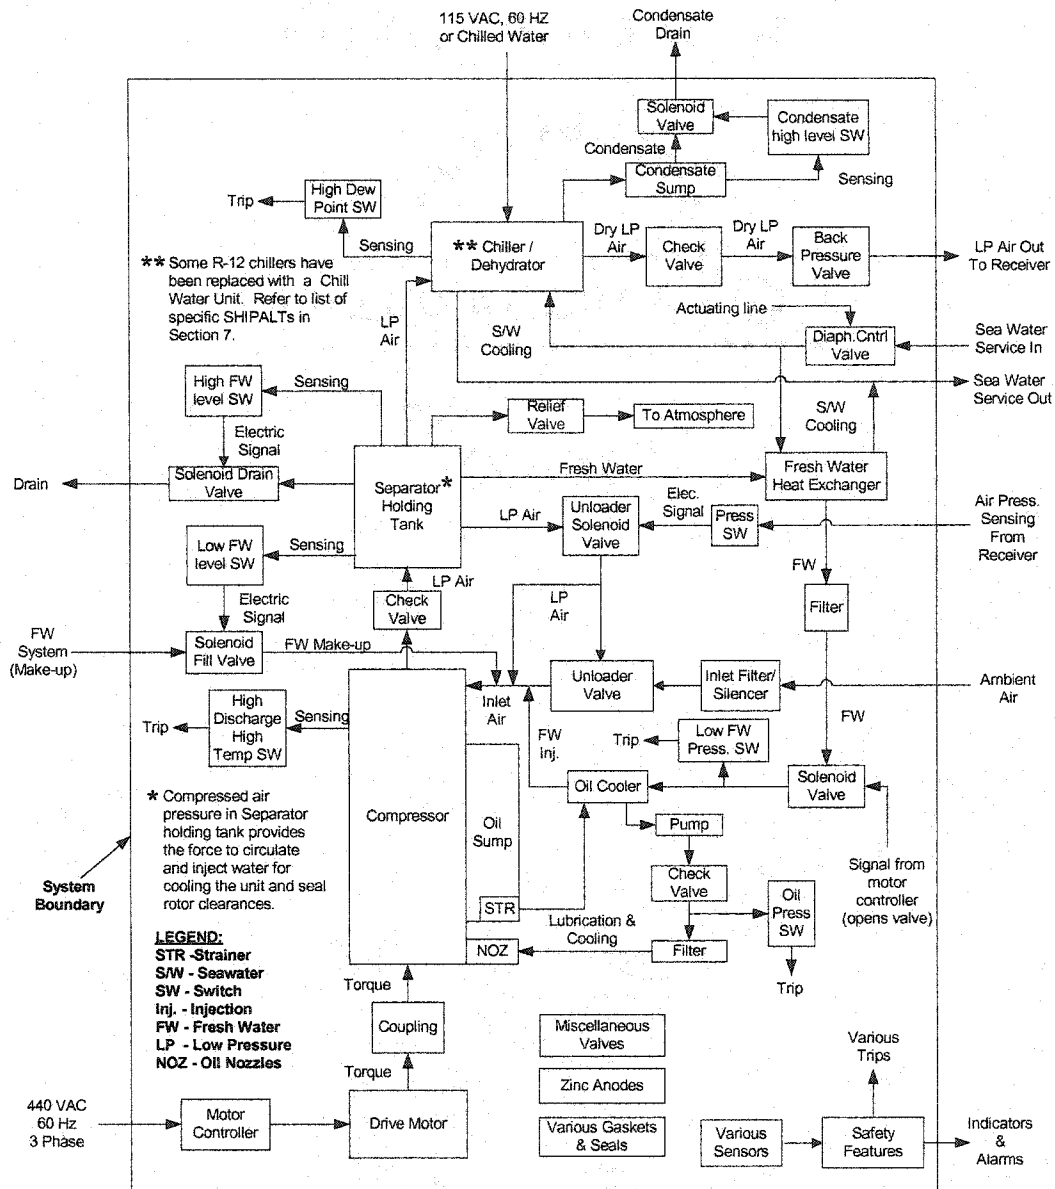 115 VAC, 60 HZ
or Chilled Water
Condensate
Drain
Solenoid
Valve
Condensate
high level SW
Condensate
Condensate
Sump
Sensing
Trip
High Dew
Point SW
Sensing
** Chiller /
Dehydrator
Dry LP
Air
Check
Valve
Dry LP
Air
Back
Pressure
Valve
LP Air Out
To Receiver
** Some R-12 chillers have
been replaced with a Chill
Water Unit. Refer to list of
specific SHIPALTs in
Section 7.
LP
Air
S/W
Cooling
Actuating line
Diaph.Cntrl
Valve
Sea Water
Service In
Sea Water
Service Out
High FW
level SW
Sensing
Relief
Valve
To Atmosphere
S/W
Cooling
Electric
Signal
Drain
Solenoid Drain
Valve
Separator*
Holding
Tank
Fresh Water
Fresh Water
Heat Exchanger
LP Air
Unloader
Solenoid
Valve
Elec.
Signal
Press
SW
Air Press.
Sensing
From
Receiver
Low FW
level SW
Sensing
LP Air
Check
Valve
LP
Air
FW
Filter
Electric
Signal
FW
System
(Make-up)
Solenoid
Fill Valve
FW Make-up
Inlet
Air
Unloader
Valve
Inlet Filter/
Silencer
Ambient
Air
Trip
High
Discharge
High
Temp SW
Sensing
FW
Inj.
Trip
Low FW
Press. SW
FW
Compressor
Oil
Sump
Oil Cooler
Solenoid
Valve
* Compressed air
pressure in Separator
holding tank provides
the force to circulate
and inject water for
cooling the unit and seal
rotor clearances.
System
Boundary
Pump
Check
Valve
Signal from
motor
controller
(opens valve)
STR
Oil
Press
SW
Lubrication &
Cooling
NOZ
Filter
Trip
LEGEND:
STR -Strainer
S/W - Seawater
SW - Switch
Inj. - Injection
FW - Fresh Water
LP - Low Pressure
NOZ - Oil Nozzles
Torque
Coupling
Torque
Miscellaneous
Valves
Zinc Anodes
Various Gaskets
& Seals
Various
Trips
440 VAC
60 Hz
3 Phase
Motor
Controller
Drive Motor
Various
Sensors
Safety
Features
Indicators
&
Alarms